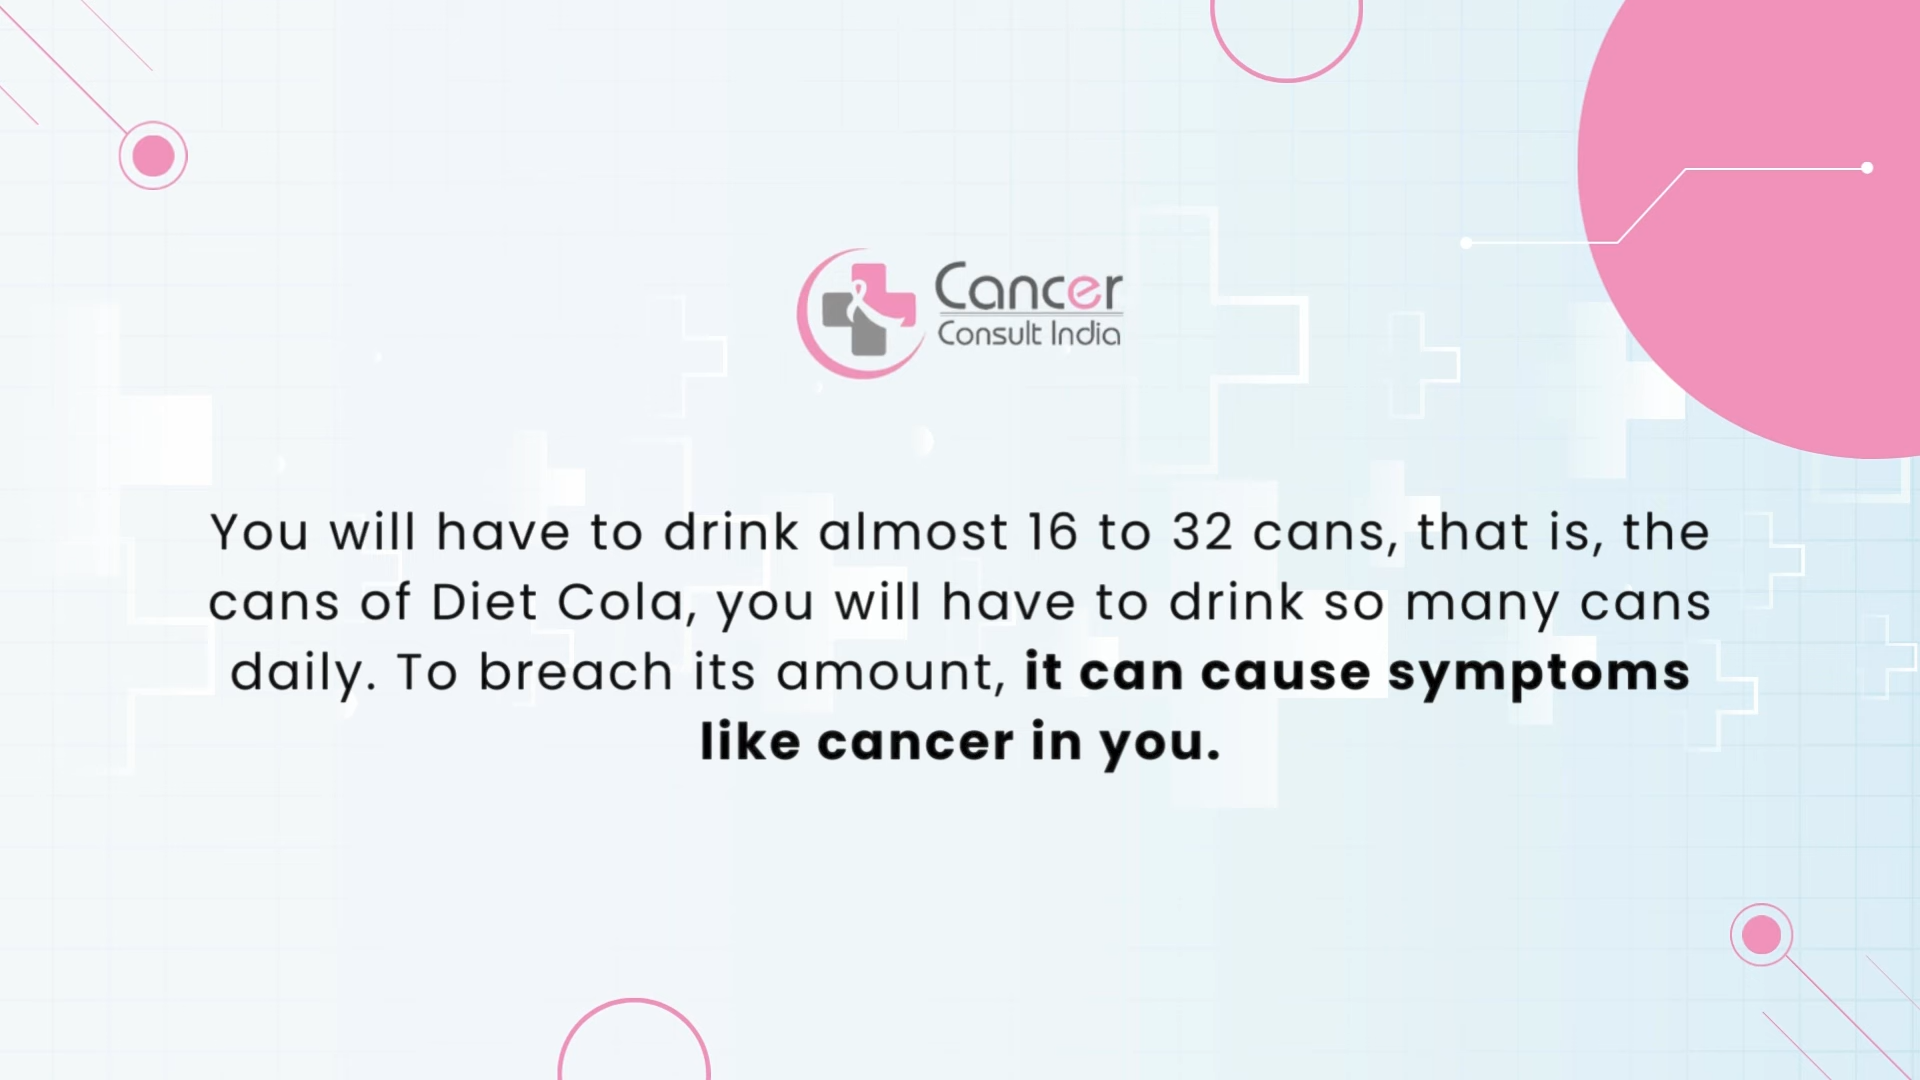 Cancer
Consult India
You will have to drink almost 16 to 32 cans, that is, the
cans of Diet Cola, you will have to drink so many cans
daily. To breach its amount, it can cause symptoms
like cancer in you.